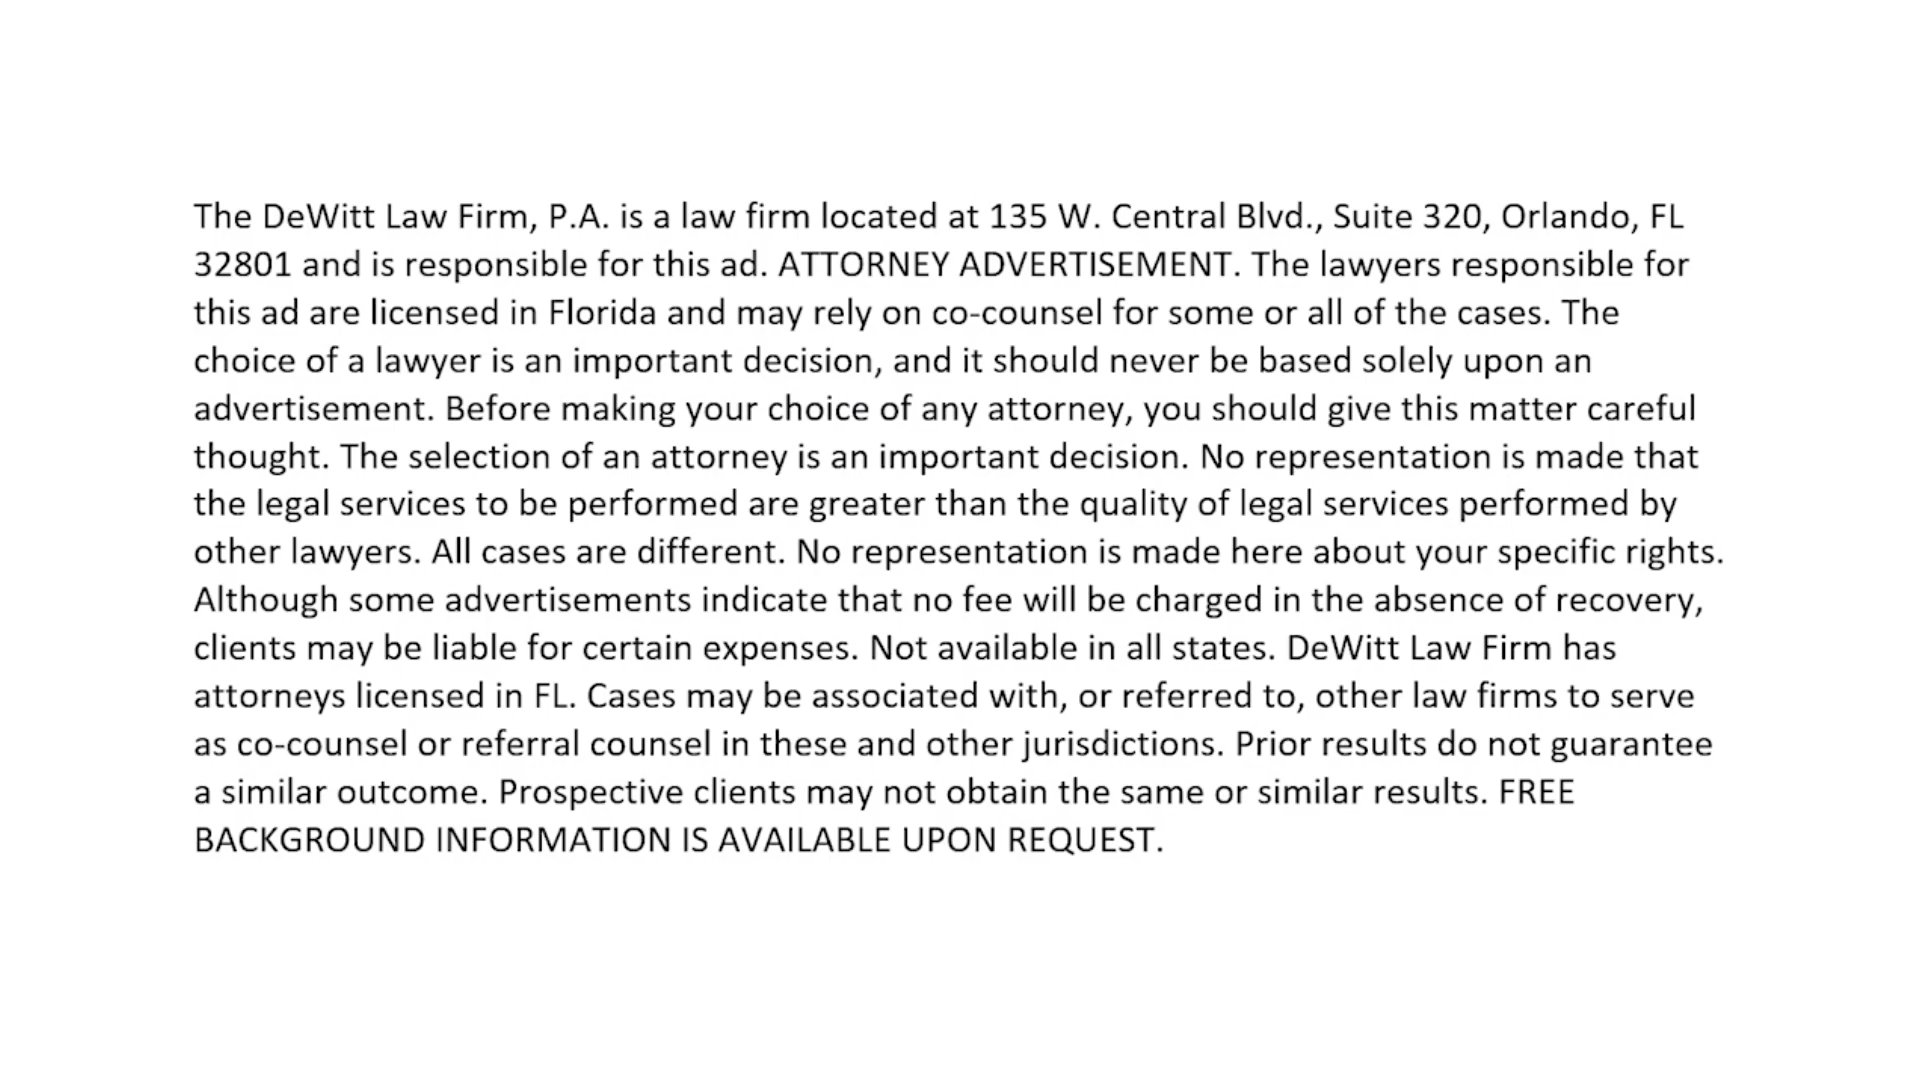 The DeWitt Law Firm, P.A. is a law firm located at 135 W. Central Blvd., Suite 320, Orlando, FL
32801 and is responsible for this ad. ATTORNEY ADVERTISEMENT. The lawyers responsible for
this ad are licensed in Florida and may rely on co-counsel for some or all of the cases. The
choice of a lawyer is an important decision, and it should never be based solely upon an
advertisement. Before making your choice of any attorney, you should give this matter careful
thought. The selection of an attorney is an important decision. No representation is made that
the legal services to be performed are greater than the quality of legal services performed by
other lawyers. All cases are different. No representation is made here about your specific rights.
Although some advertisements indicate that no fee will be charged in the absence of recovery,
clients may be liable for certain expenses. Not available in all states. DeWitt Law Firm has
attorneys licensed in FL. Cases may be associated with, or referred to, other law firms to serve
as co-counsel or referral counsel in these and other jurisdictions. Prior results do not guarantee
a similar outcome. Prospective clients may not obtain the same or similar results. FREE
BACKGROUND INFORMATION IS AVAILABLE UPON REQUEST.